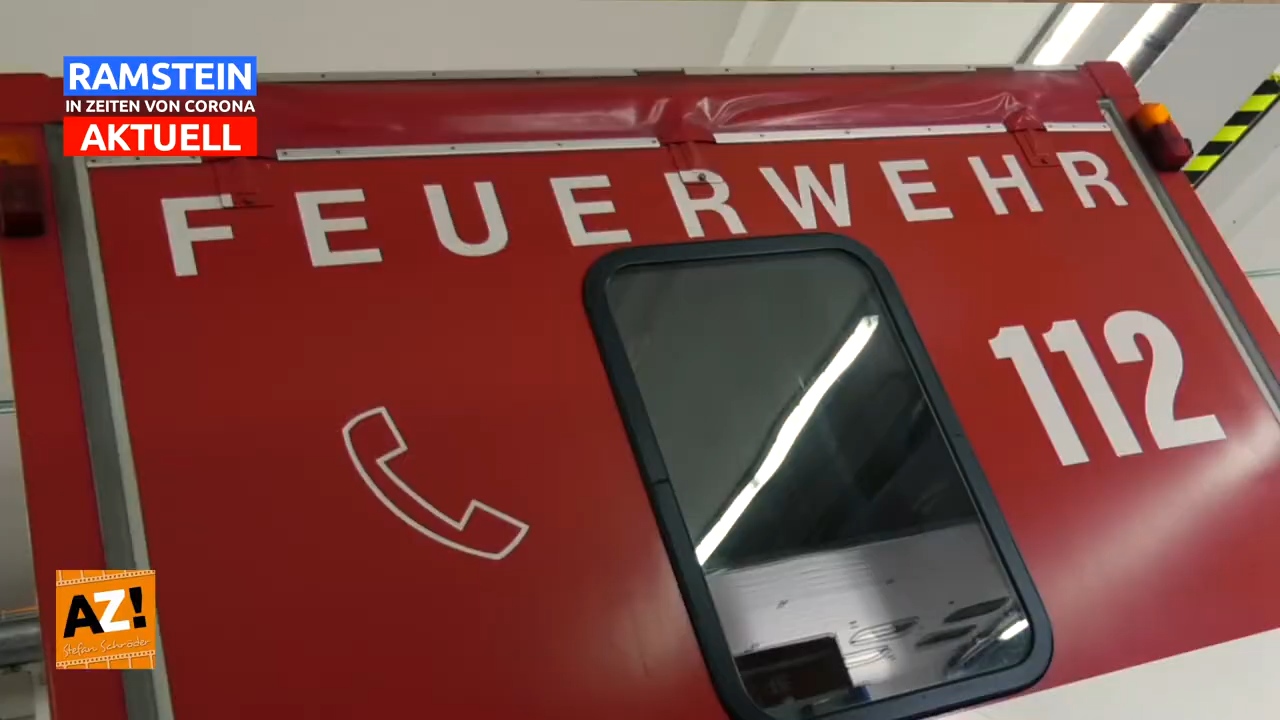 RAMSTEIN
IN ZEITEN VON CORONA
AKTUELL
FEUERWEHR
112
AZ!
Stefan Schröder